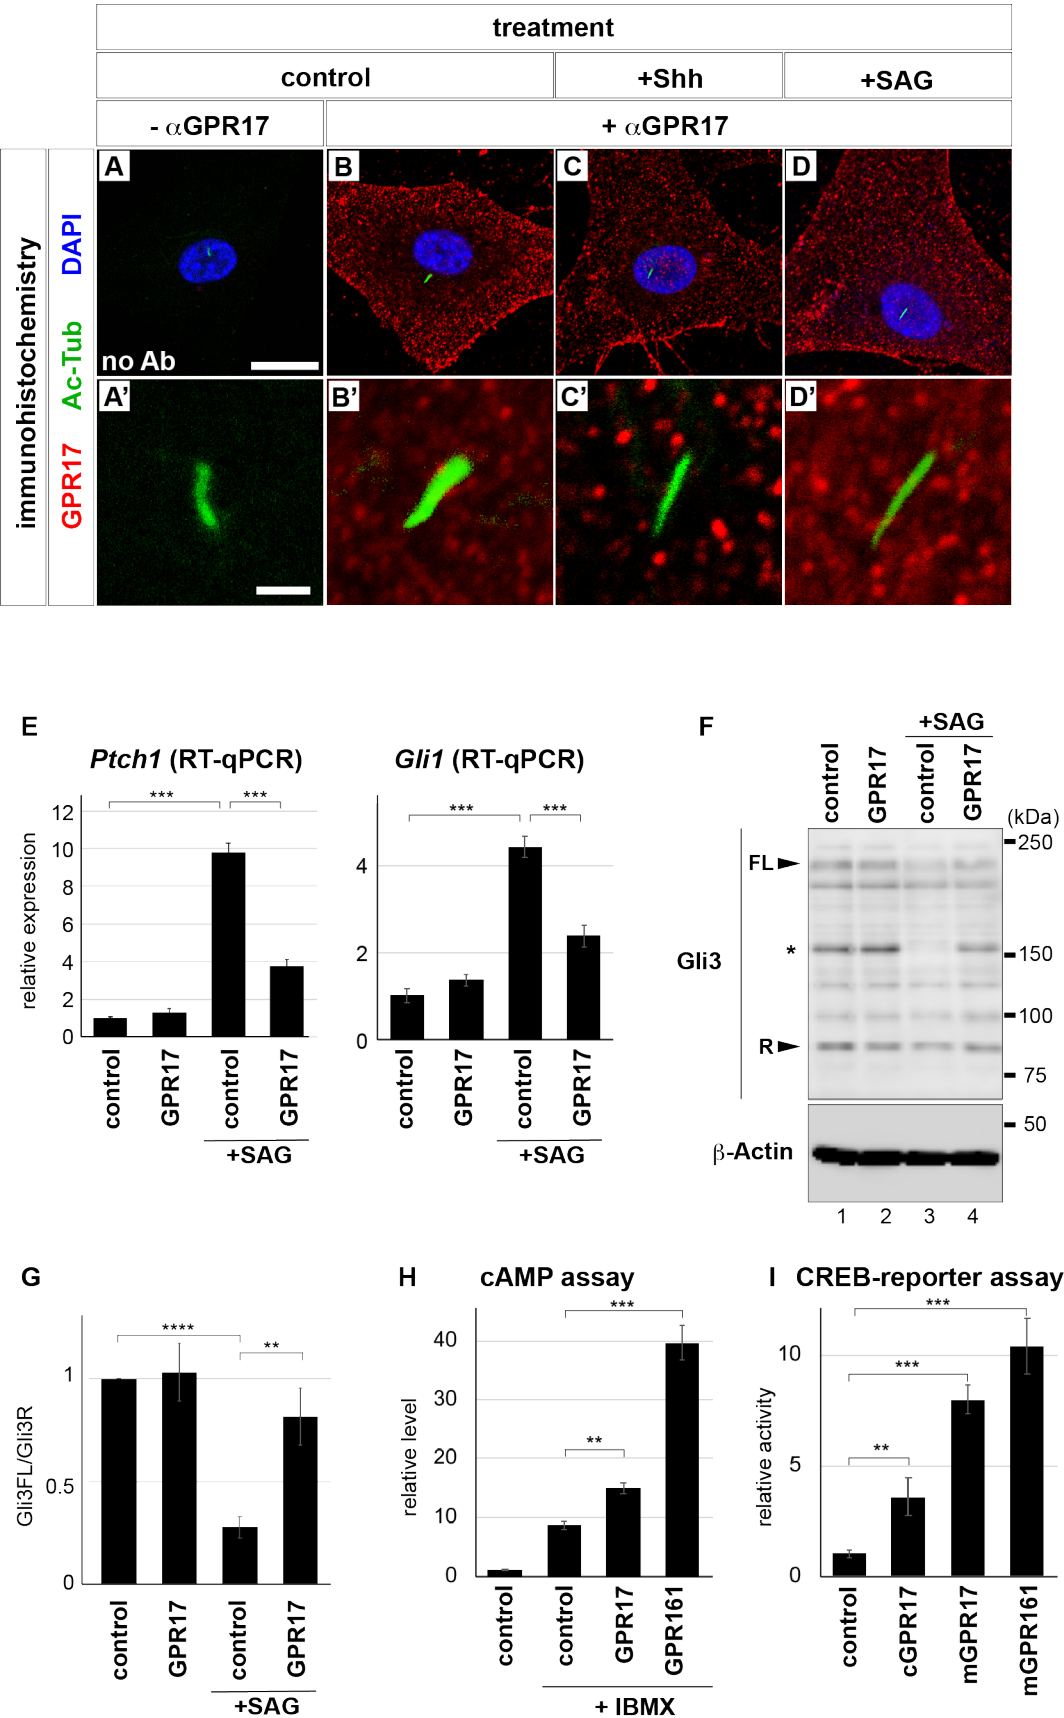 treatment
control
+Shh
+SAG
- αGPR17
+ αGPR17
immunohistochemistry
GPR17 Ac-Tub DAPI
A
B
C
D
no Ab
A'
B'
C'
D'
E
Ptch1 (RT-qPCR)
relative expression
12
10
8
6
4
2
0
***
***
control
GPR17
control
GPR17
+SAG
Gli1 (RT-qPCR)
4
2
0
***
***
control
GPR17
control
GPR17
+SAG
F
+SAG
control
GPR17
control
GPR17
(kDa)
250
FL
*
150
Gli3
100
R
75
50
β-Actin
1 2 3 4
G
Gli3FL/Gli3R
1
0.5
0
****
**
control
GPR17
control
GPR17
+SAG
H
cAMP assay
relative level
40
30
20
10
0
***
**
control
control
GPR17
GPR161
+ IBMX
I
CREB-reporter assay
relative activity
10
5
0
***
***
**
control
cGPR17
mGPR17
mGPR161